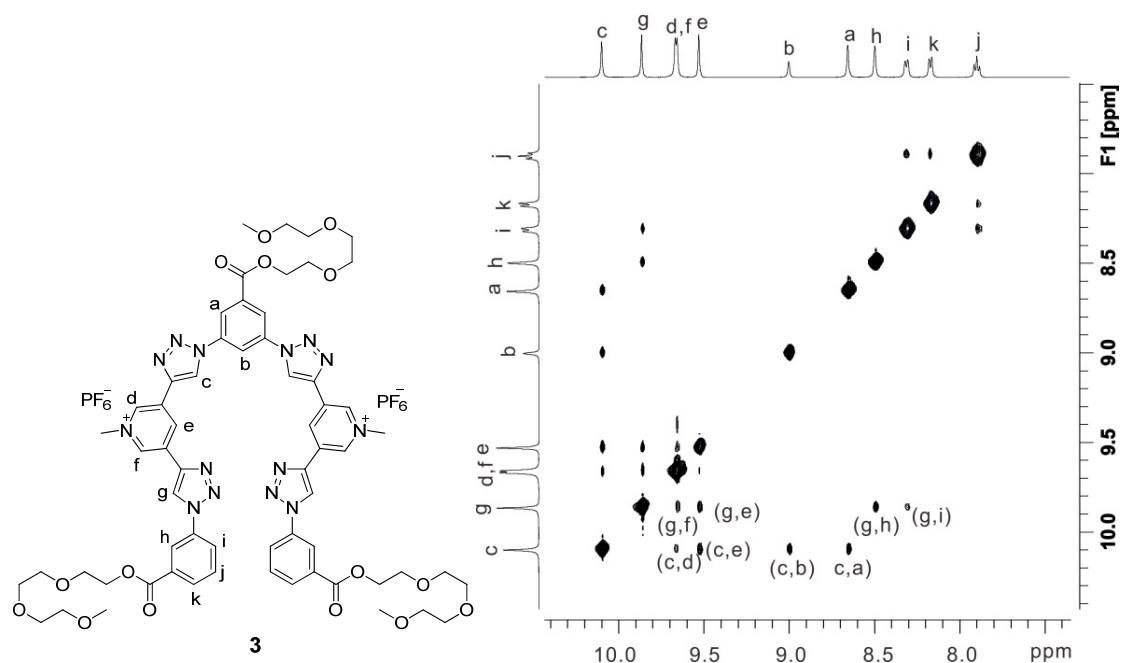 O
O
O
O
O
O
a
b
N
N
N
N
N
N
c
PF6−
PF6−
d
e
f
N+
N+
g
N
N
N
N
N
N
h
i
j
k
O
O
O
O
O
O
O
O
O
O
O
O
3
c g d,f e b a h i k j
j
k
i
h
a
b
e
d,f
g
c
(g,f)
(g,e)
(g,h)
(g,i)
(c,d)
(c,e)
(c,b)
c,a)
F1 [ppm]
8.5
9.0
9.5
10.0
10.0 9.5 9.0 8.5 8.0 ppm